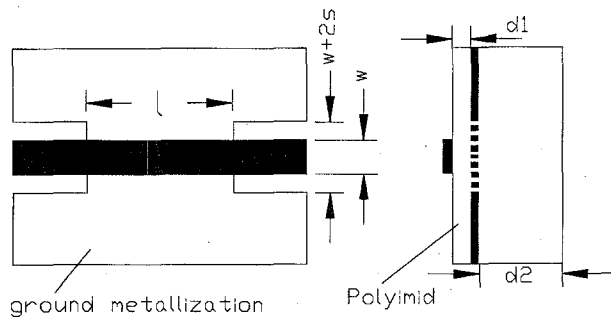 d1
w+2s
w
l
d2
ground metallization
Polyimid